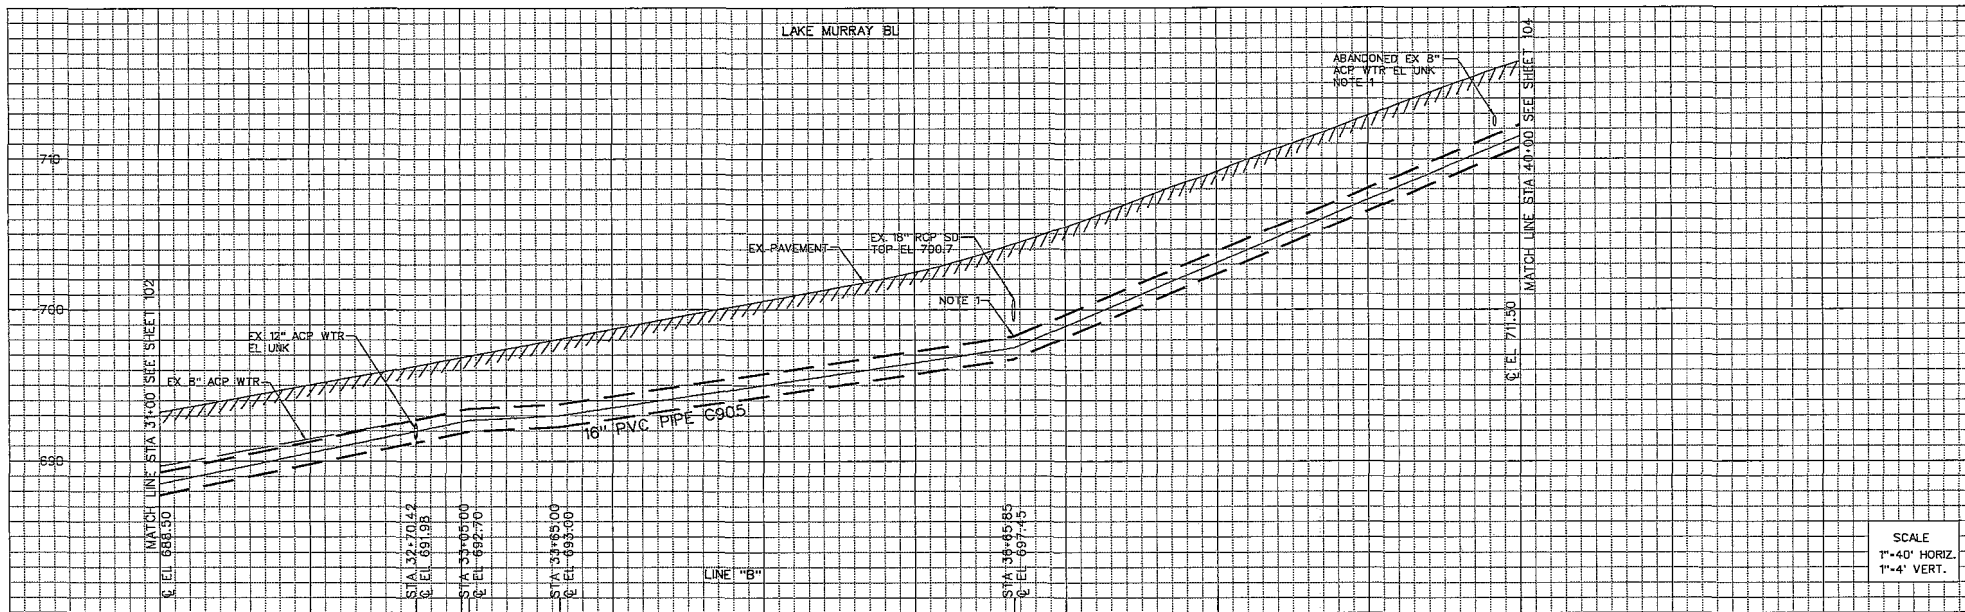 LAKE MURRAY BL
ABANDONED EX 8"
ACP WTR EL UNK
NOTE 1
MATCH LINE STA 40+00 SEE SHEET 104
710
EX. PAVEMENT
EX. 18" RCP SD
TOP EL 700.7
NOTE 1
700
MATCH LINE STA 31+00 SEE SHEET 102
EX 12" ACP WTR
EL UNK
EX 8" ACP WTR
16" PVC PIPE C905
℄ EL 711.50
690
℄ EL 688.50
STA 32+70.42
℄ EL 691.98
STA 33+05.00
℄ EL 692.70
STA 33+65.00
℄ EL 693.00
STA 36+65.85
℄ EL 697.45
LINE "B"
SCALE
1"=40' HORIZ.
1"=4' VERT.